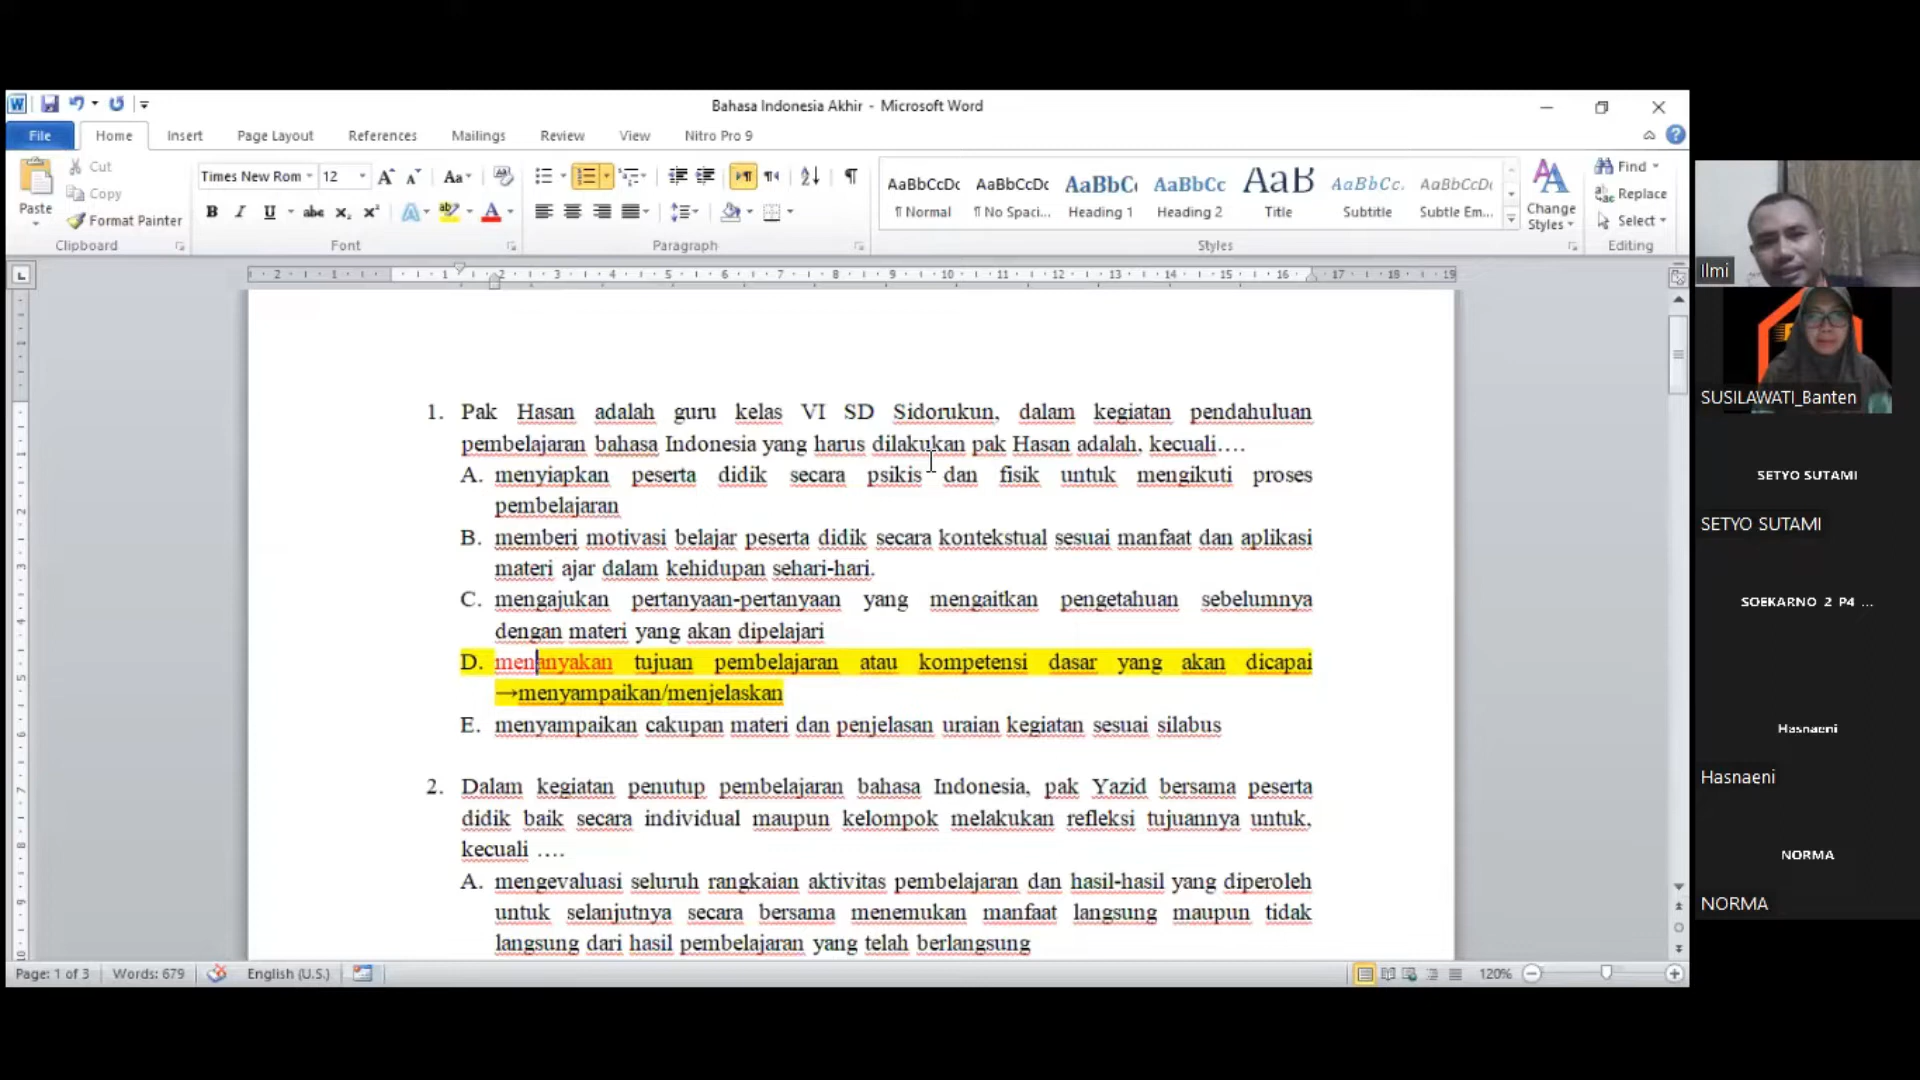 Bahasa Indonesia Akhir - Microsoft Word
File Home Insert Page Layout References Mailings Review View Nitro Pro 9
Paste
Cut
Copy
Format Painter
Clipboard
Times New Rom 12
Font
Paragraph
AaBbCcDc AaBbCcDc AaBbC AaBbCc AaB AaBbCc. AaBbCcDt
¶ Normal ¶ No Spaci... Heading 1 Heading 2 Title Subtitle Subtle Em...
Change Styles
Styles
Find
Replace
Select
Editing
1. Pak Hasan adalah guru kelas VI SD Sidorukun, dalam kegiatan pendahuluan
pembelajaran bahasa Indonesia yang harus dilakukan pak Hasan adalah, kecuali….
A. menyiapkan peserta didik secara psikis dan fisik untuk mengikuti proses
pembelajaran
B. memberi motivasi belajar peserta didik secara kontekstual sesuai manfaat dan aplikasi
materi ajar dalam kehidupan sehari-hari.
C. mengajukan pertanyaan-pertanyaan yang mengaitkan pengetahuan sebelumnya
dengan materi yang akan dipelajari
D. menanyakan tujuan pembelajaran atau kompetensi dasar yang akan dicapai
→menyampaikan/menjelaskan
E. menyampaikan cakupan materi dan penjelasan uraian kegiatan sesuai silabus
2. Dalam kegiatan penutup pembelajaran bahasa Indonesia, pak Yazid bersama peserta
didik baik secara individual maupun kelompok melakukan refleksi tujuannya untuk,
kecuali ….
A. mengevaluasi seluruh rangkaian aktivitas pembelajaran dan hasil-hasil yang diperoleh
untuk selanjutnya secara bersama menemukan manfaat langsung maupun tidak
langsung dari hasil pembelajaran yang telah berlangsung
Page: 1 of 3 Words: 679 English (U.S.) 120%
Ilmi
SUSILAWATI_Banten
SETYO SUTAMI
SETYO SUTAMI
SOEKARNO 2 P4 ...
Hasnaeni
Hasnaeni
NORMA
NORMA